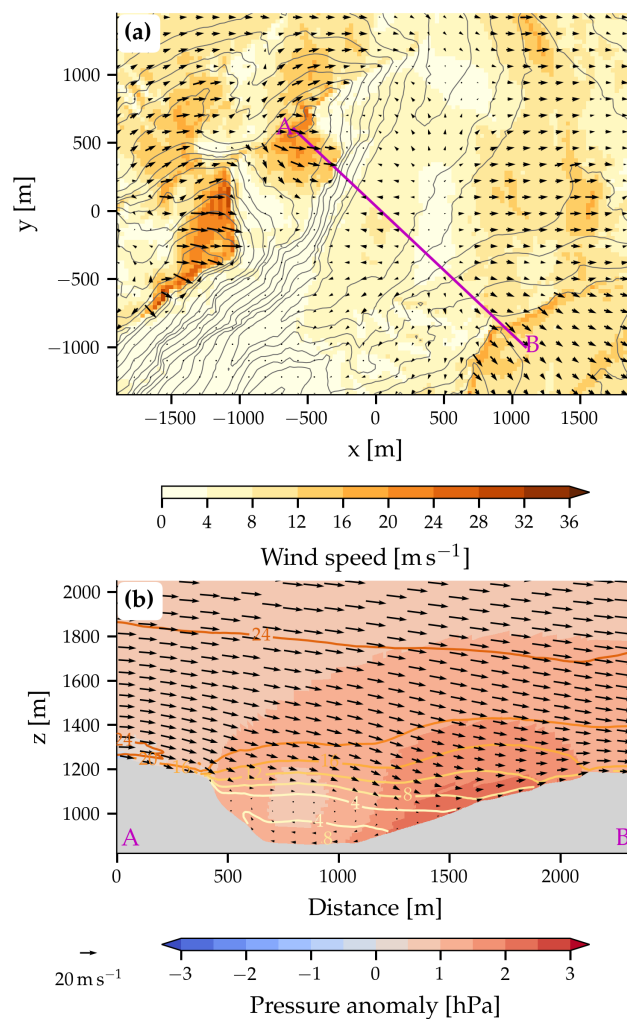 (a)
1000
500
0
−500
−1000
y [m]
A
B
−1500 −1000 −500 0 500 1000 1500
x [m]
0 4 8 12 16 20 24 28 32 36
Wind speed [m s−1]
(b)
2000
1800
1600
1400
1200
1000
z [m]
24
24
8
4
4
8
A
B
0 500 1000 1500 2000
Distance [m]
20 m s−1
−3 −2 −1 0 1 2 3
Pressure anomaly [hPa]